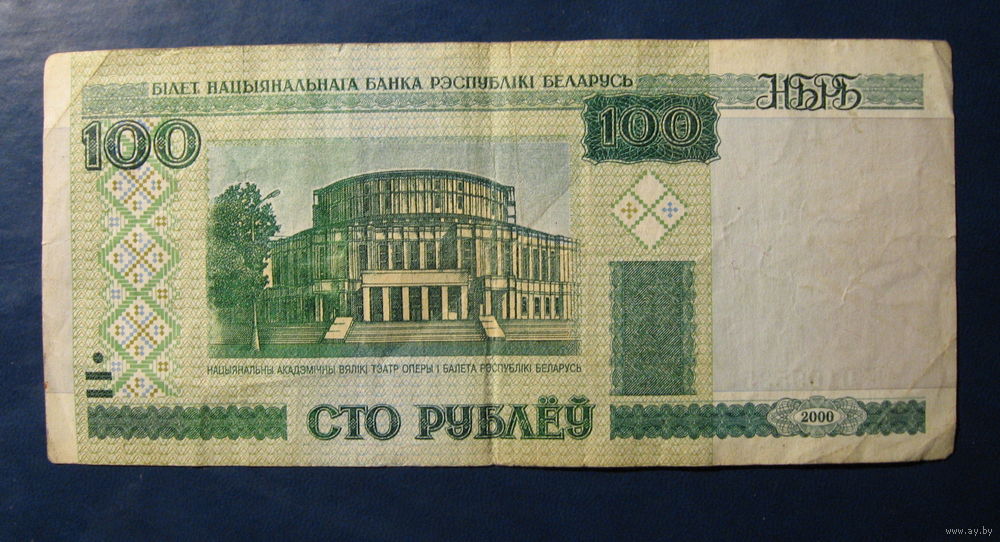 БІЛЕТ НАЦЫЯНАЛЬНАГА БАНКА РЭСПУБЛІКІ БЕЛАРУСЬ
НБРБ
100
100
НАЦЫЯНАЛЬНЫ АКАДЭМІЧНЫ ВЯЛІКІ ТЭАТР ОПЕРЫ І БАЛЕТА РЭСПУБЛІКІ БЕЛАРУСЬ
СТО РУБЛЁЎ
2000
www.ay.by